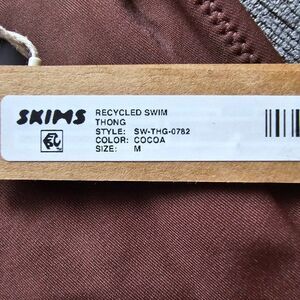 SKIMS
RECYCLED SWIM
THONG
STYLE: SW-THG-0782
COLOR: COCOA
SIZE: M